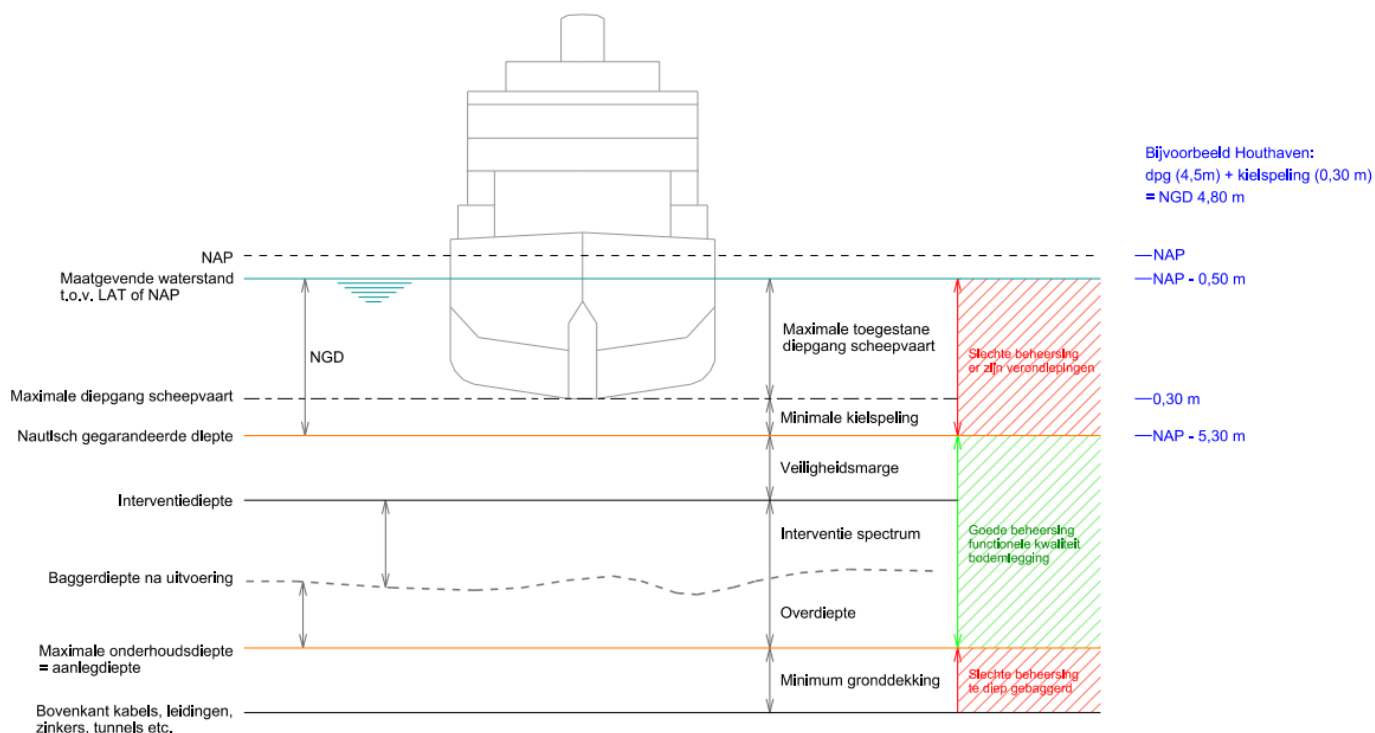 Bijvoorbeeld Houthaven:
dpg (4,5m) + kielspeling (0,30 m)
= NGD 4,80 m
NAP
NAP
Maatgevende waterstand
t.o.v. LAT of NAP
NAP - 0,50 m
Maximale toegestane
diepgang scheepvaart
NGD
Slechte beheersing
er zijn verondiepingen
Maximale diepgang scheepvaart
0,30 m
Minimale kielspeling
Nautisch gegarandeerde diepte
NAP - 5,30 m
Veiligheidsmarge
Interventiediepte
Interventie spectrum
Goede beheersing
functionele kwaliteit
bodemlegging
Baggerdiepte na uitvoering
Overdiepte
Maximale onderhoudsdiepte
= aanlegdiepte
Minimum gronddekking
Slechte beheersing
te diep gebaggerd
Bovenkant kabels, leidingen,
zinkers, tunnels etc.